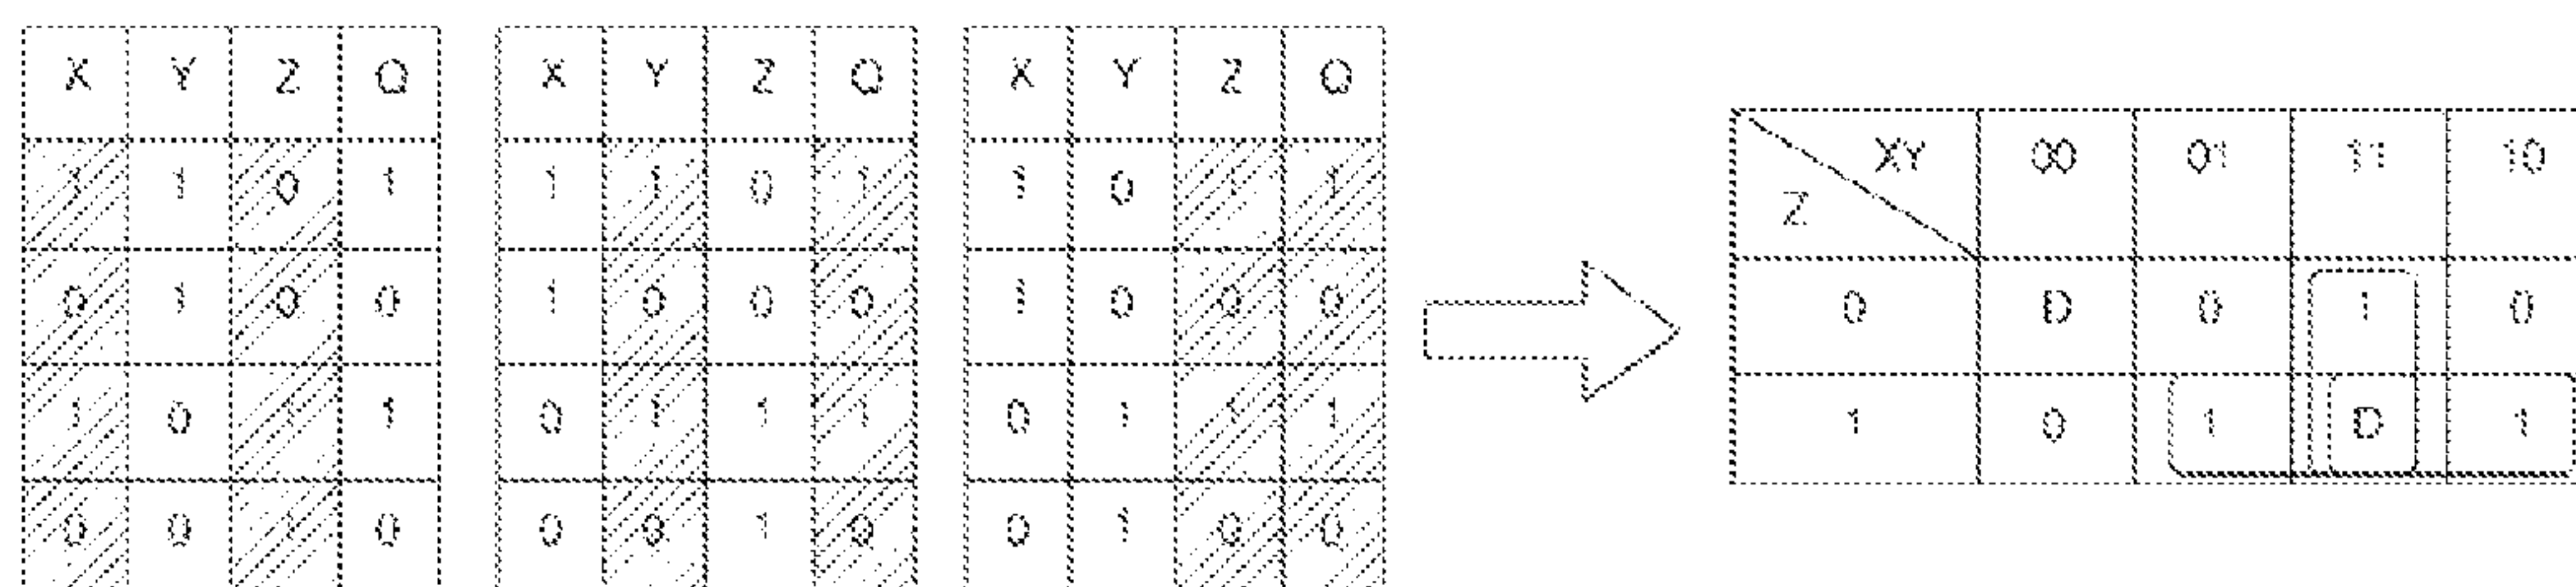 X Y Z Q
1 1 0 1
0 1 0 0
1 0 1 1
0 0 1 0
X Y Z Q
1 1 0 1
1 0 0 0
0 1 1 1
0 0 1 0
X Y Z Q
1 0 1 1
1 0 0 0
0 1 1 1
0 1 0 0
XY 00 01 11 10
Z
0 D 0 1 0
1 0 1 D 1